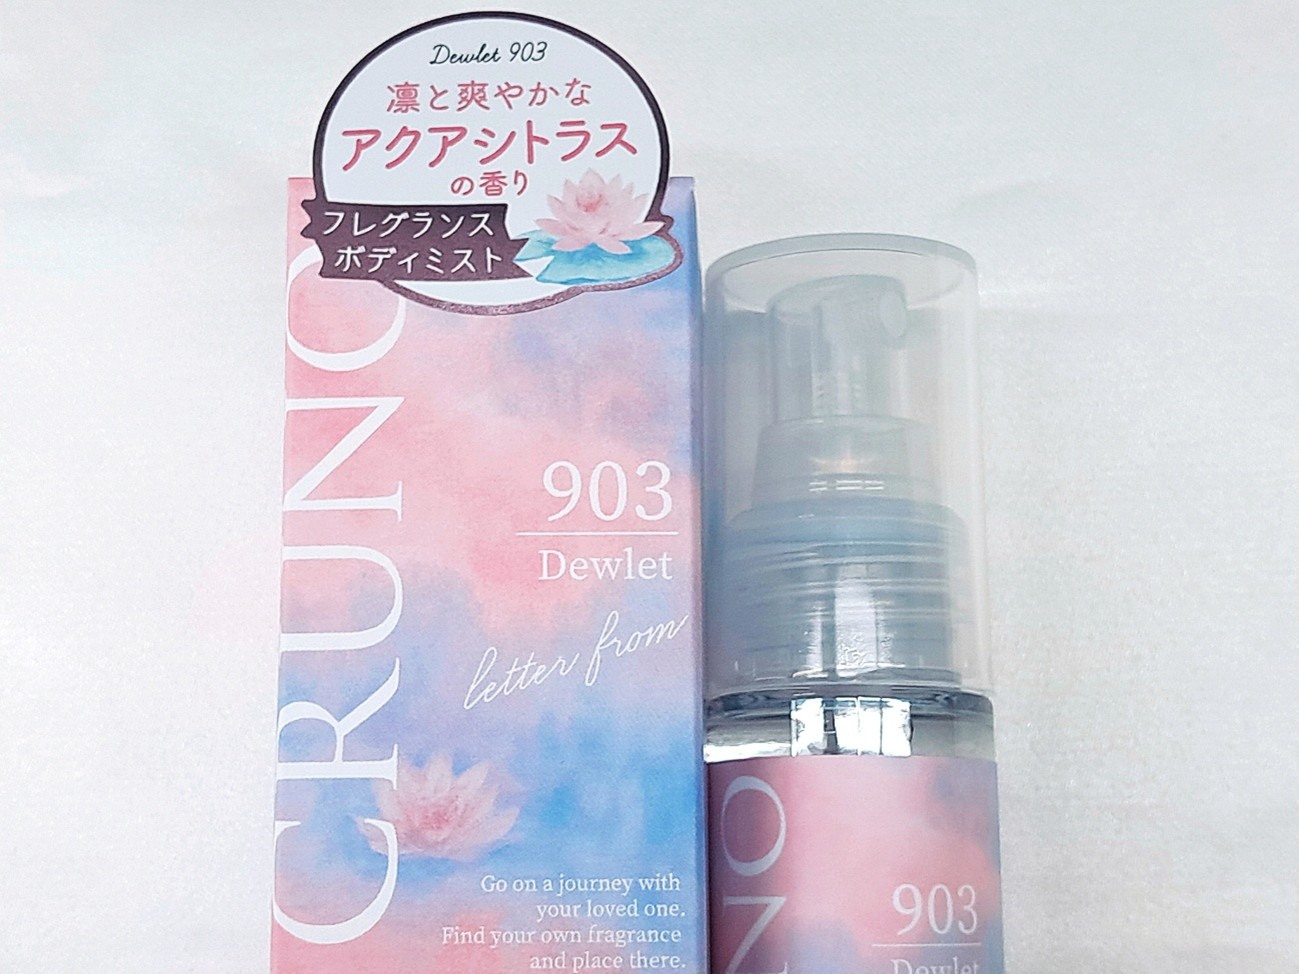 Dewlet 903
凛と爽やかな
アクアシトラス
の香り
フレグランス
ボディミスト
CRUNO
903
Dewlet
letter from
Go on a journey with
your loved one.
Find your own fragrance
and place there.
NO
903
Dewlet